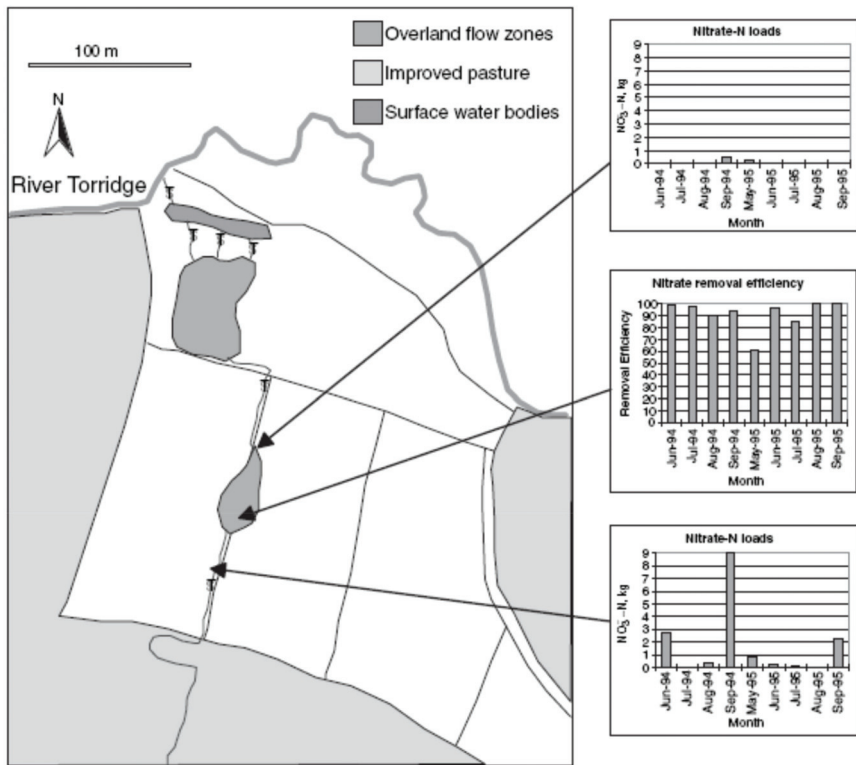 100 m
N
River Torridge
Overland flow zones
Improved pasture
Surface water bodies
Nitrate-N loads
NO3–N, kg
9
8
7
6
5
4
3
2
1
0
Jun-94
Jul-94
Aug-94
Sep-94
May-95
Jun-95
Jul-95
Aug-95
Sep-95
Month
Nitrate removal efficiency
Removal Efficiency
100
90
80
70
60
50
40
30
20
10
0
Jun-94
Jul-94
Aug-94
Sep-94
May-95
Jun-95
Jul-95
Aug-95
Sep-95
Month
Nitrate-N loads
NO3–N, kg
9
8
7
6
5
4
3
2
1
0
Jun-94
Jul-94
Aug-94
Sep-94
May-95
Jun-95
Jul-95
Aug-95
Sep-95
Month